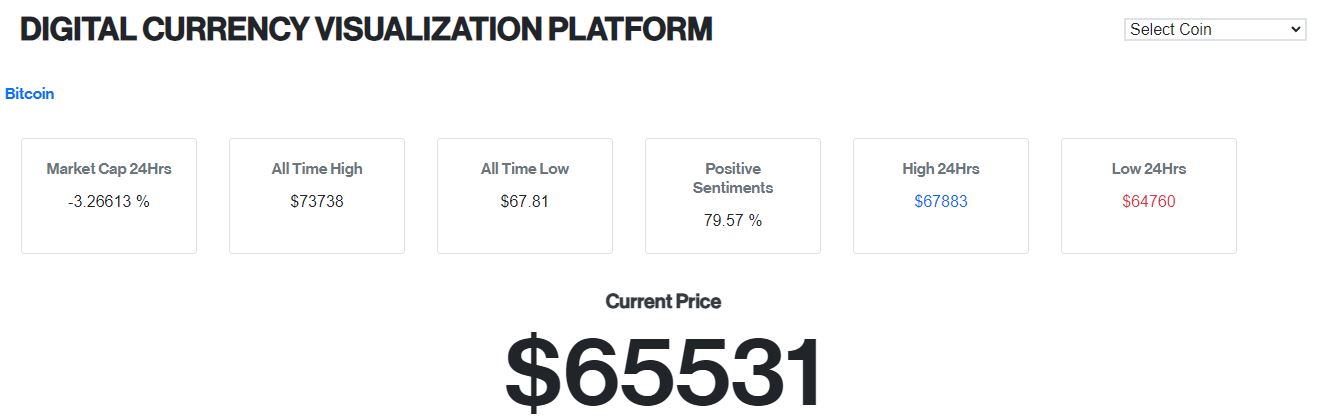 DIGITAL CURRENCY VISUALIZATION PLATFORM
Select Coin
Bitcoin
Market Cap 24Hrs
-3.26613 %
All Time High
$73738
All Time Low
$67.81
Positive
Sentiments
79.57 %
High 24Hrs
$67883
Low 24Hrs
$64760
Current Price
$65531